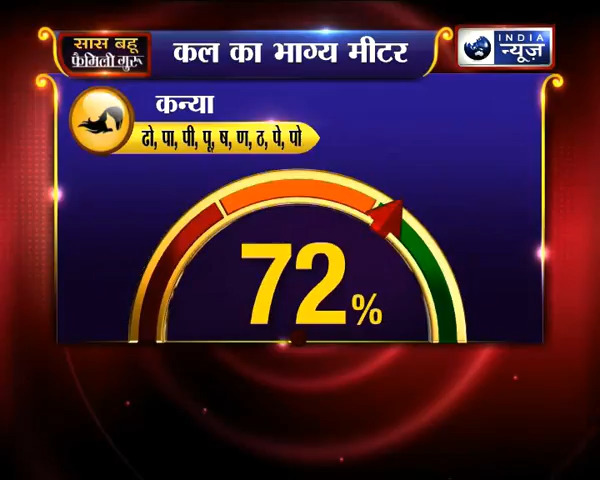 सास बहू
फैमिली गुरु
कल का भाग्य मीटर
INDIA
न्यूज़
कन्या
ढो, पा, पी, पू, ष, ण, ठ, पे, पो
72%